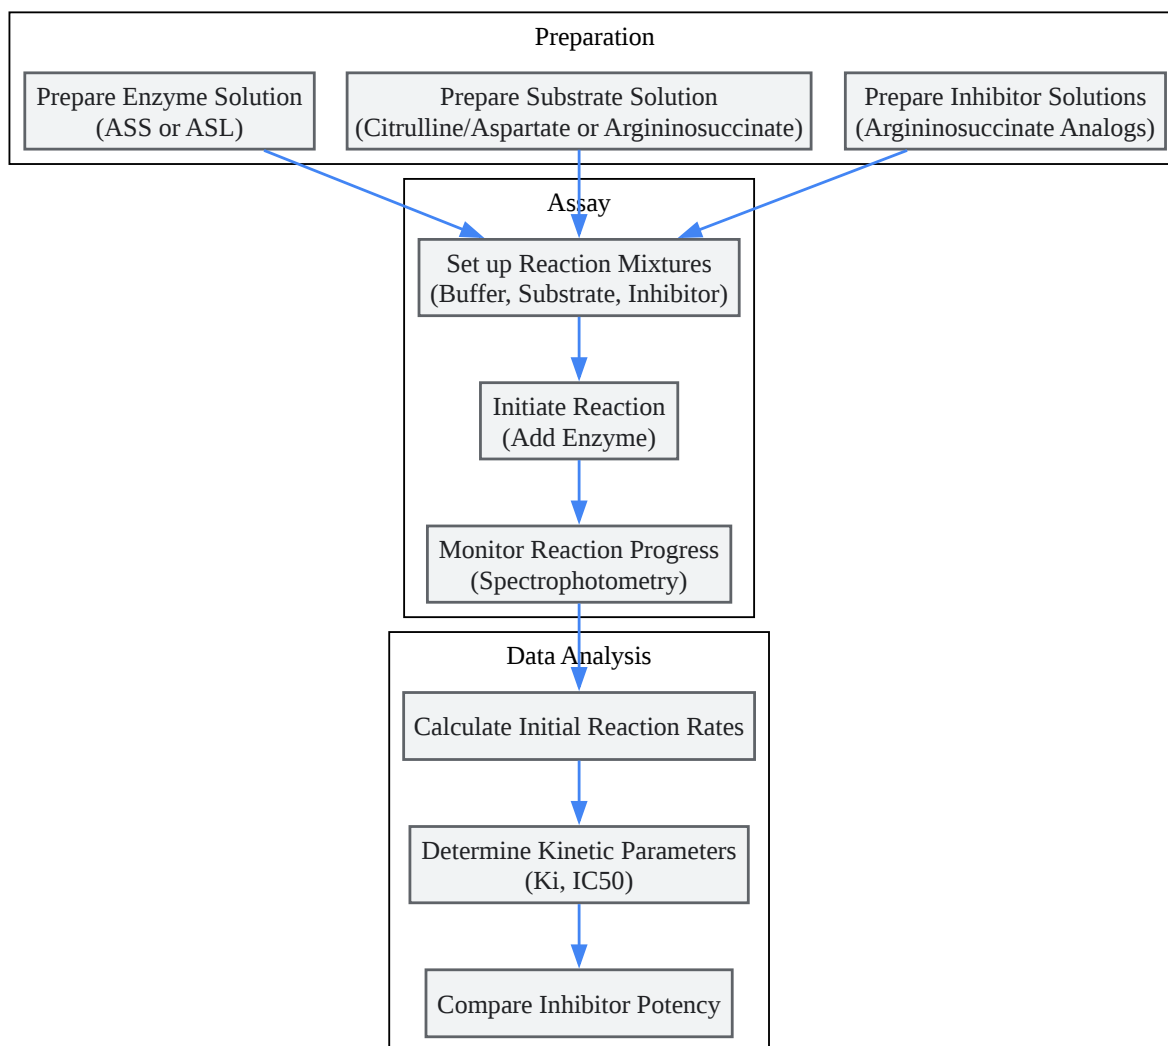 Preparation
Prepare Enzyme Solution
(ASS or ASL)
Prepare Substrate Solution
(Citrulline/Aspartate or Argininosuccinate)
Prepare Inhibitor Solutions
(Argininosuccinate Analogs)
Assay
Set up Reaction Mixtures
(Buffer, Substrate, Inhibitor)
Initiate Reaction
(Add Enzyme)
Monitor Reaction Progress
(Spectrophotometry)
Data Analysis
Calculate Initial Reaction Rates
Determine Kinetic Parameters
(Ki, IC50)
Compare Inhibitor Potency